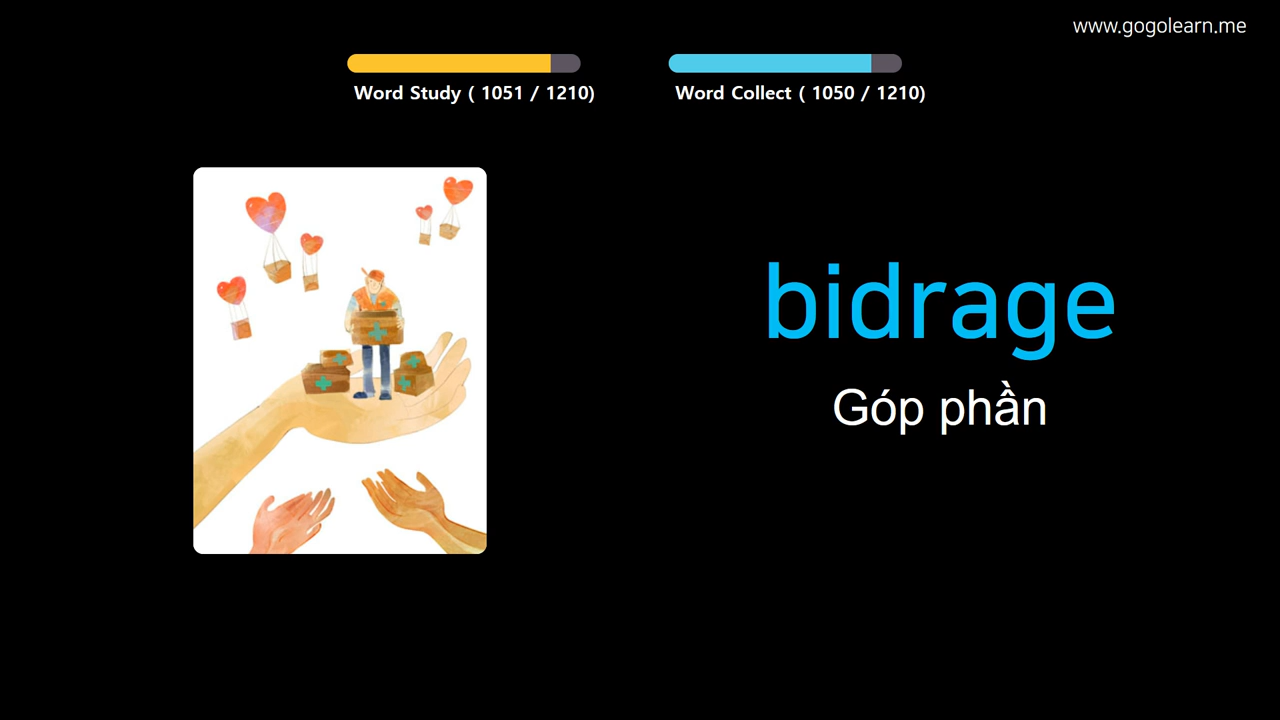 www.gogolearn.me
Word Study ( 1051 / 1210)
Word Collect ( 1050 / 1210)
bidrage
Góp phần